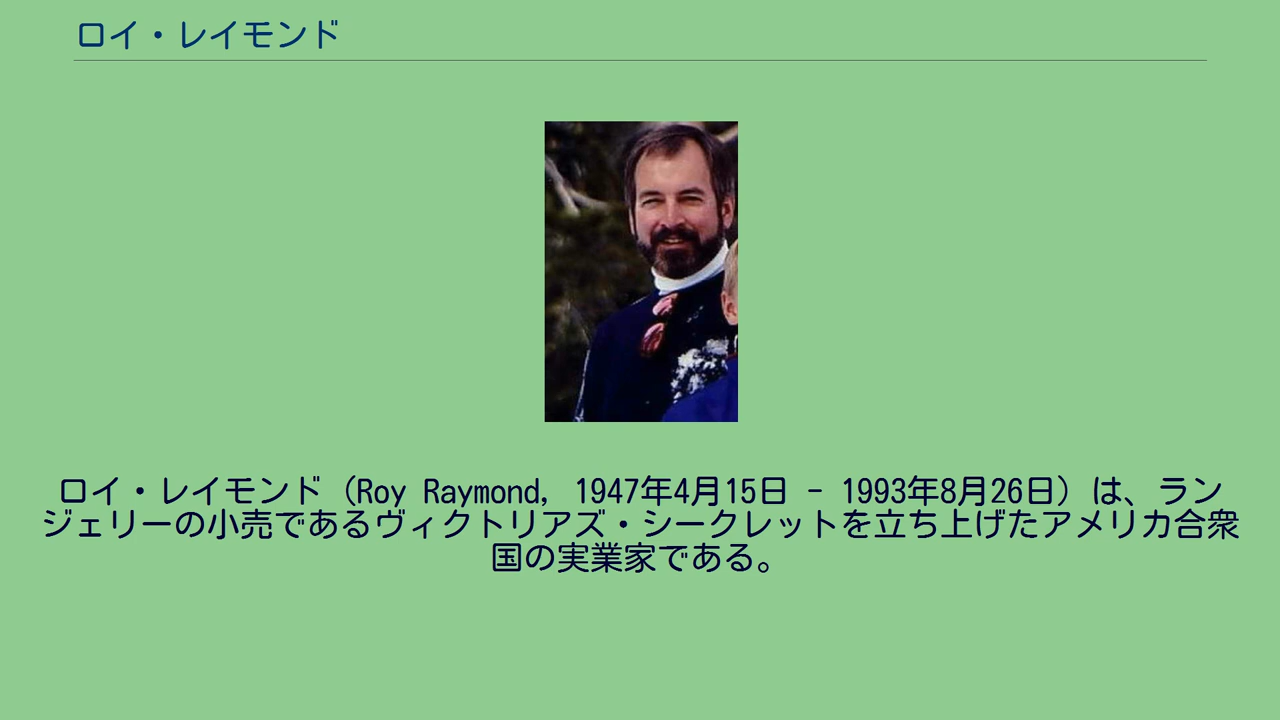 ロイ・レイモンド
ロイ・レイモンド（Roy Raymond, 1947年4月15日 - 1993年8月26日）は、ラン
ジェリーの小売であるヴィクトリアズ・シークレットを立ち上げたアメリカ合衆
国の実業家である。